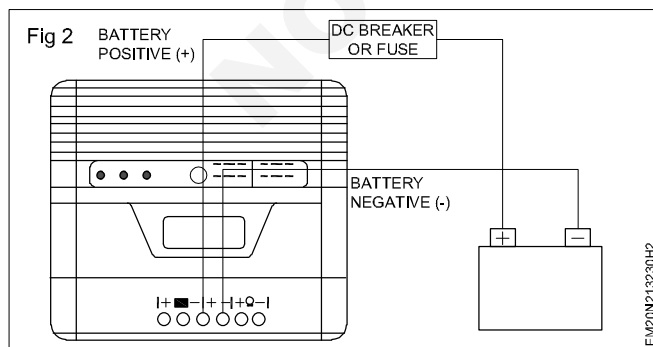 Fig 2
BATTERY
POSITIVE (+)
DC BREAKER
OR FUSE
BATTERY
NEGATIVE (-)
+ −
+ − + − + −
EM20N213230H2